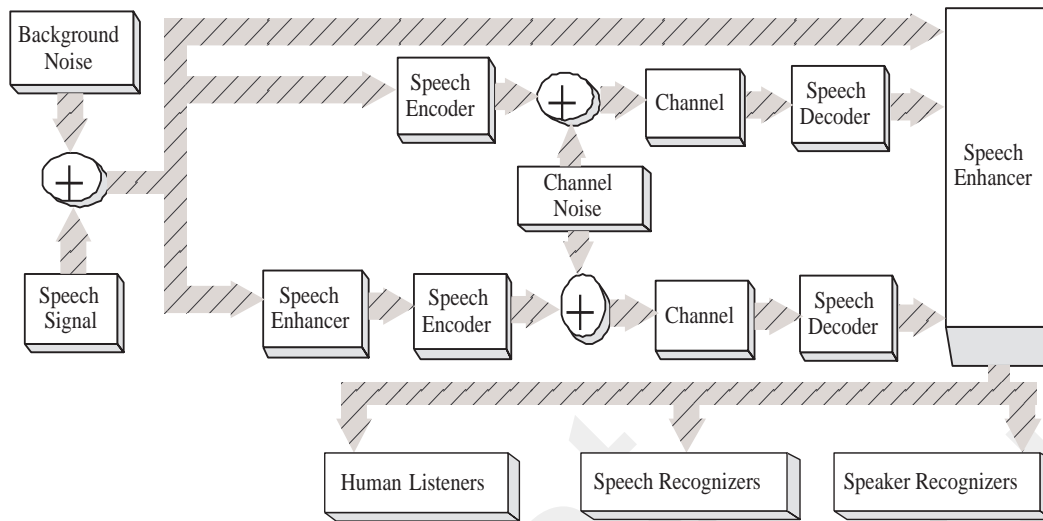 Background
Noise
Speech
Encoder
Channel
Speech
Decoder
Speech
Enhancer
Channel
Noise
Speech
Signal
Speech
Enhancer
Speech
Encoder
Channel
Speech
Decoder
Human Listeners
Speech Recognizers
Speaker Recognizers